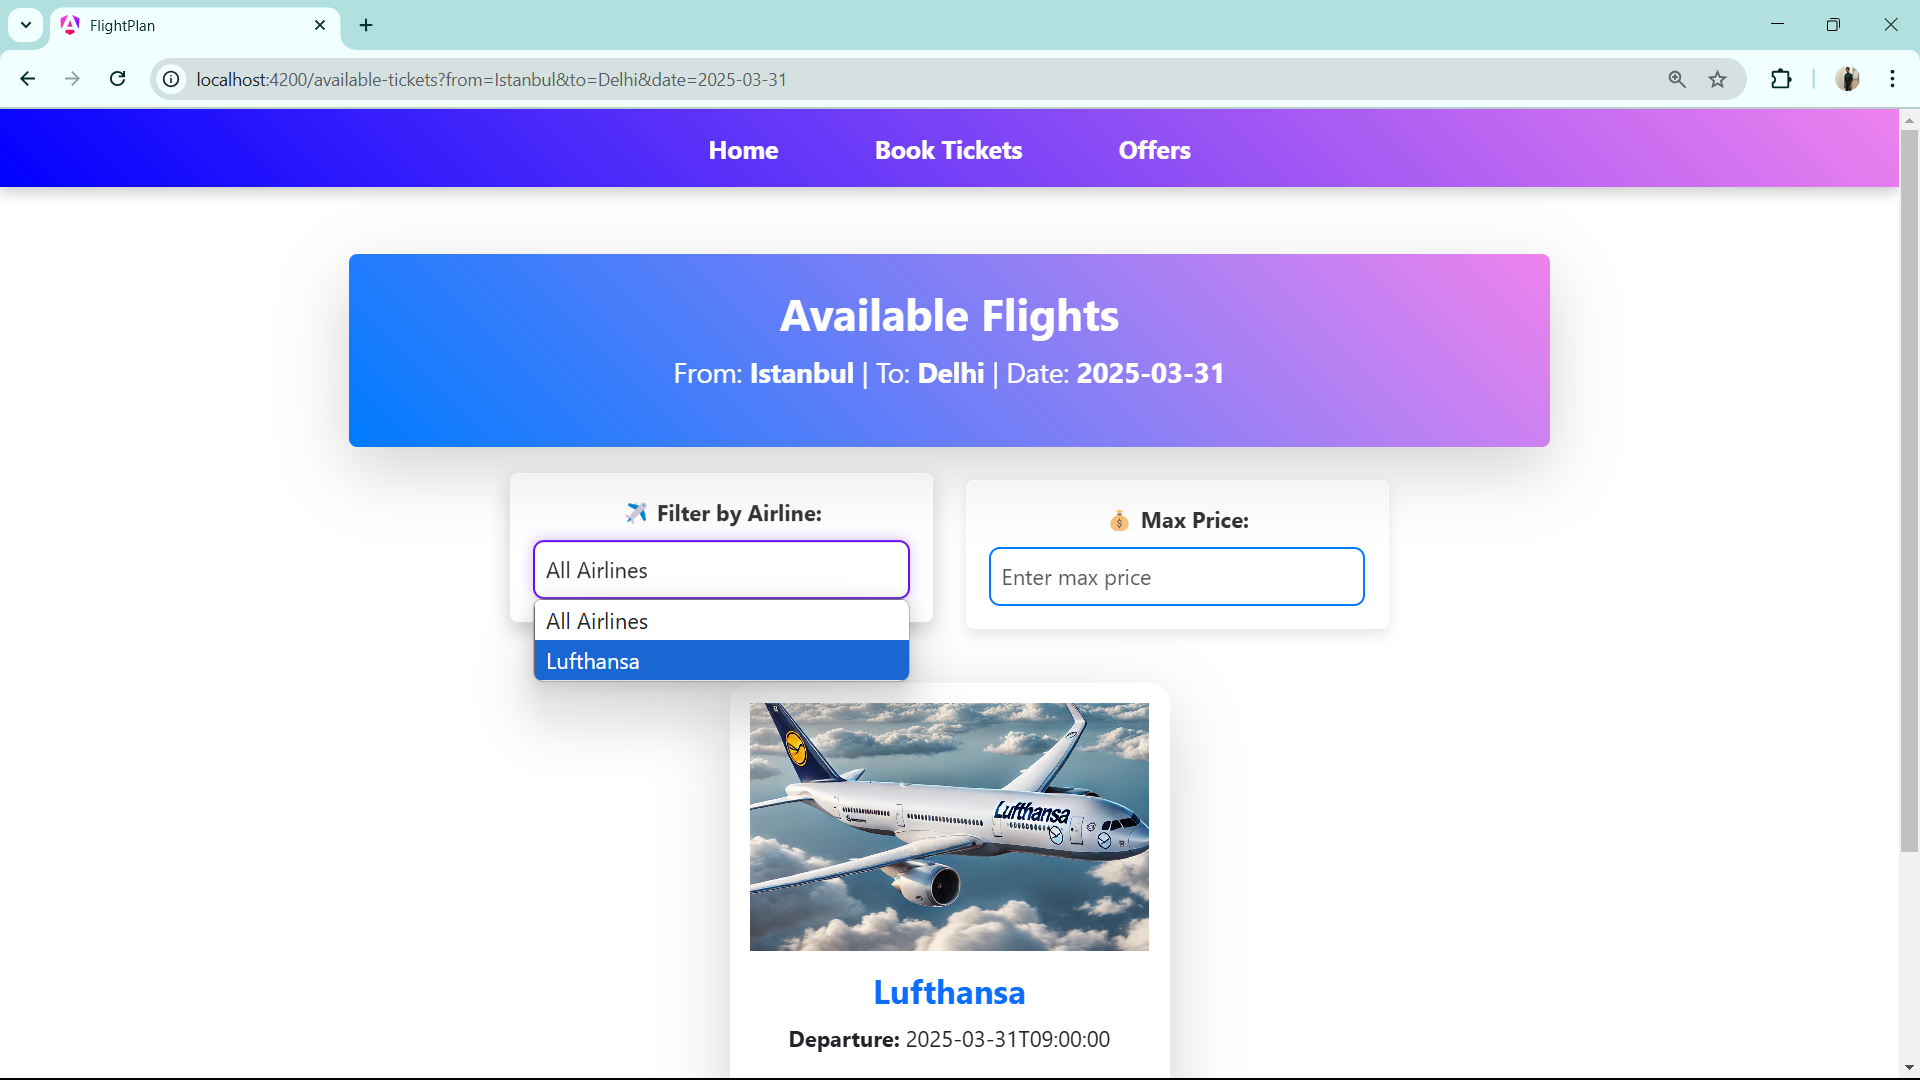 FlightPlan
localhost:4200/available-tickets?from=Istanbul&to=Delhi&date=2025-03-31
Home Book Tickets Offers
Available Flights
From: Istanbul | To: Delhi | Date: 2025-03-31
✈️ Filter by Airline:
💰 Max Price:
All Airlines
Enter max price
All Airlines
Lufthansa
Lufthansa
Lufthansa
Departure: 2025-03-31T09:00:00